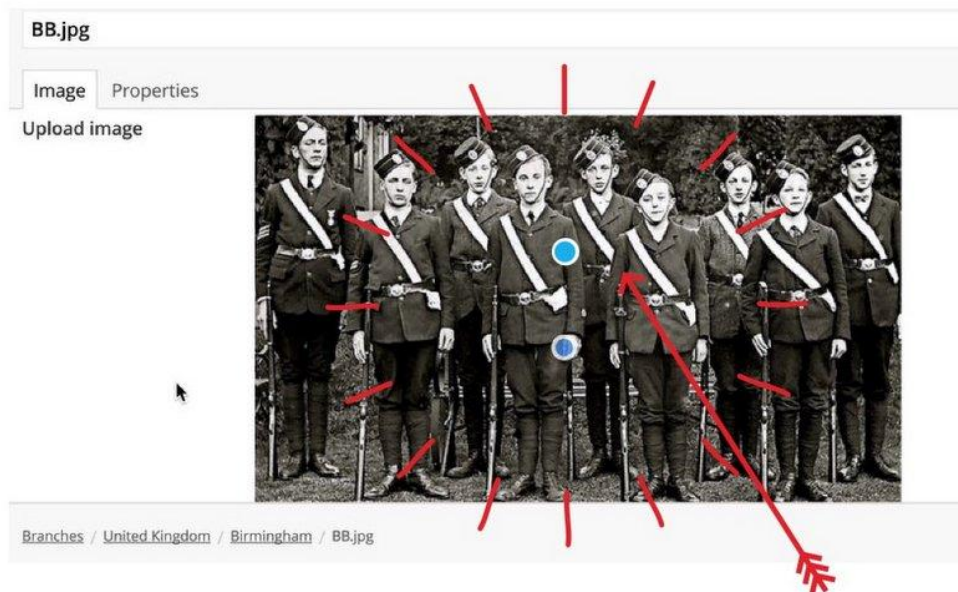 BB.jpg
Image Properties
Upload image
Branches / United Kingdom / Birmingham / BB.jpg